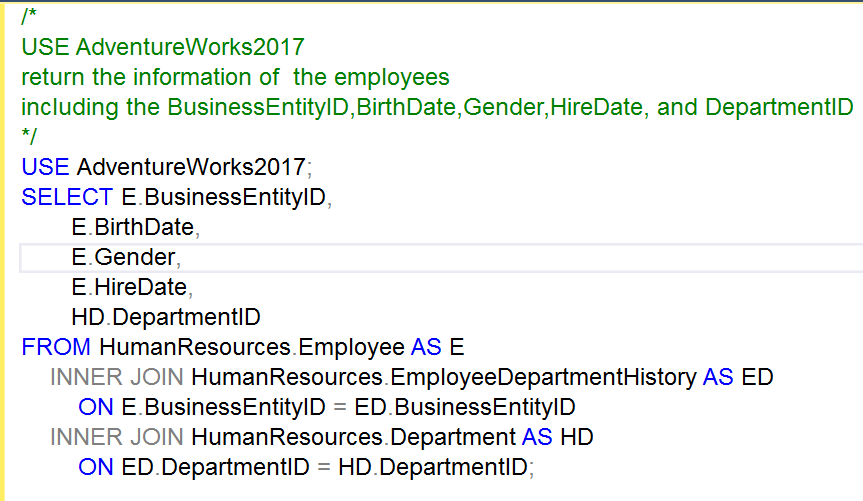 /*
USE AdventureWorks2017
return the information of  the employees
including the BusinessEntityID,BirthDate,Gender,HireDate, and DepartmentID
*/
USE AdventureWorks2017;
SELECT E.BusinessEntityID,
E.BirthDate,
E.Gender,
E.HireDate,
HD.DepartmentID
FROM HumanResources.Employee AS E
INNER JOIN HumanResources.EmployeeDepartmentHistory AS ED
ON E.BusinessEntityID = ED.BusinessEntityID
INNER JOIN HumanResources.Department AS HD
ON ED.DepartmentID = HD.DepartmentID;